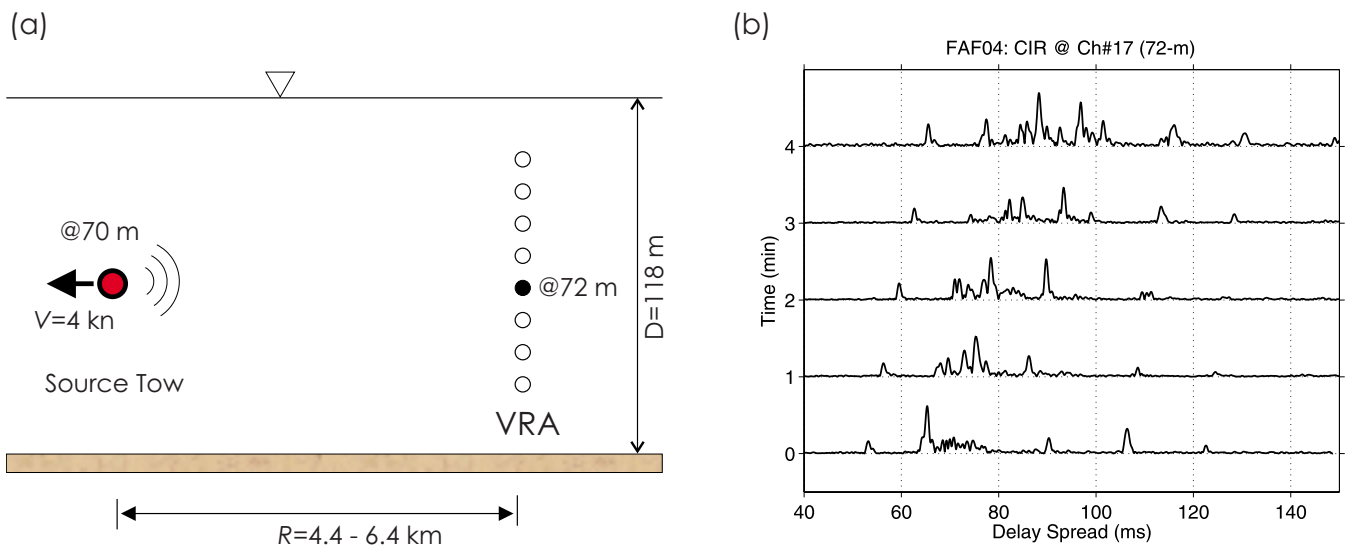 (a)
@70 m
V=4 kn
Source Tow
@72 m
VRA
D=118 m
R=4.4 - 6.4 km
(b)
FAF04: CIR @ Ch#17 (72-m)
Time (min)
4
3
2
1
0
40 60 80 100 120 140
Delay Spread (ms)